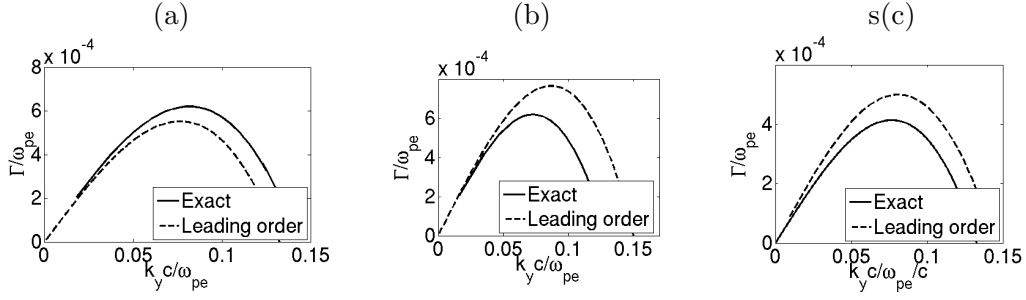 (a)
x 10⁻⁴
8
6
4
2
0
0
0.05
0.1
0.15
Γ/ω_pe
k_y c/ω_pe
Exact
Leading order
(b)
x 10⁻⁴
6
4
2
0
0
0.05
0.1
0.15
Γ/ω_pe
k_y c/ω_pe
Exact
Leading order
s(c)
x 10⁻⁴
4
2
0
0
0.05
0.1
0.15
Γ/ω_pe
k_y c/ω_pe/c
Exact
Leading order